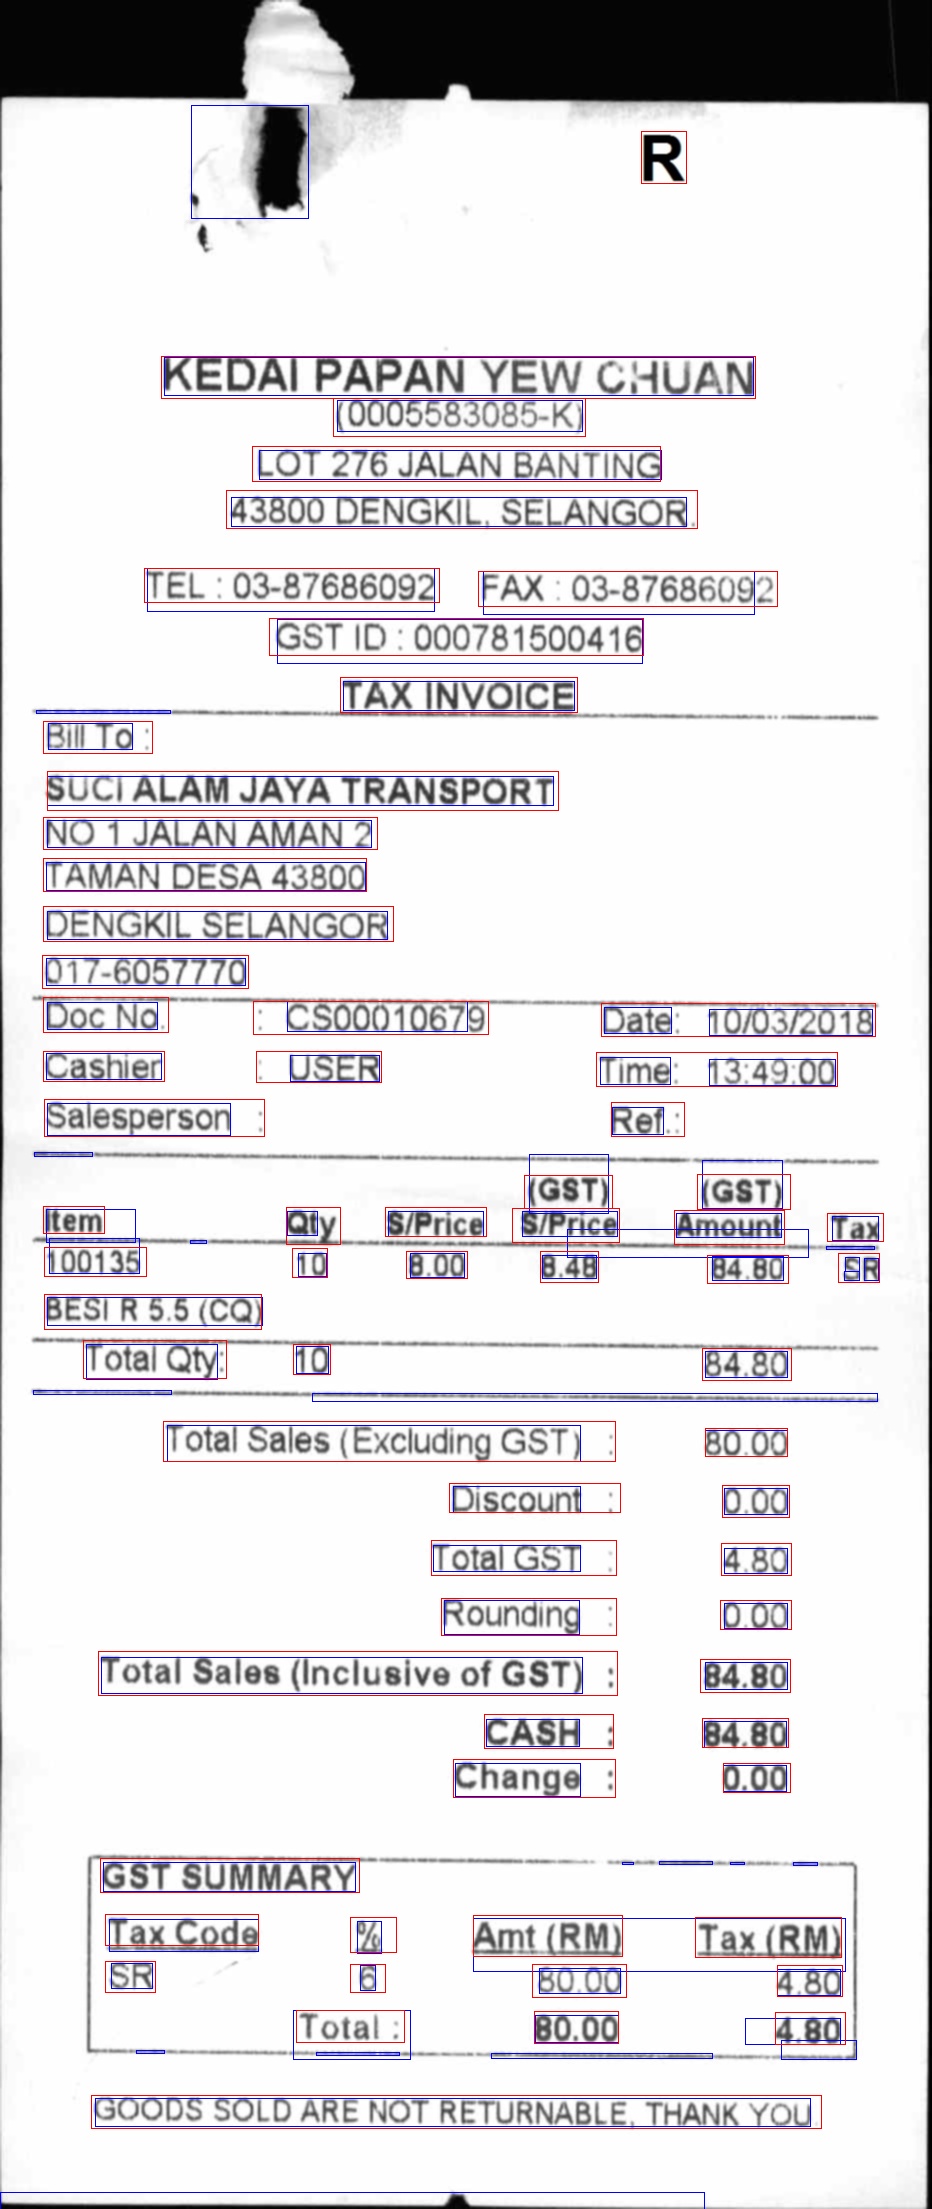 R
KEDAI PAPAN YEW CHUAN
(0005583085-K)
LOT 276 JALAN BANTING
43800 DENGKIL, SELANGOR.
TEL : 03-87686092 FAX : 03-87686092
GST ID : 000781500416
TAX INVOICE
Bill To :
SUCI ALAM JAYA TRANSPORT
NO 1 JALAN AMAN 2
TAMAN DESA 43800
DENGKIL SELANGOR
017-6057770
Doc No. : CS00010679 Date: 10/03/2018
Cashier : USER Time: 13:49:00
Salesperson : Ref.:
(GST) (GST)
Item Qty S/Price S/Price Amount Tax
100135 10 8.00 8.48 84.80 SR
BESI R 5.5 (CQ)
Total Qty: 10 84.80
Total Sales (Excluding GST) : 80.00
Discount : 0.00
Total GST : 4.80
Rounding : 0.00
Total Sales (Inclusive of GST) : 84.80
CASH : 84.80
Change : 0.00
GST SUMMARY
Tax Code % Amt (RM) Tax (RM)
SR 6 80.00 4.80
Total : 80.00 4.80
GOODS SOLD ARE NOT RETURNABLE, THANK YOU.